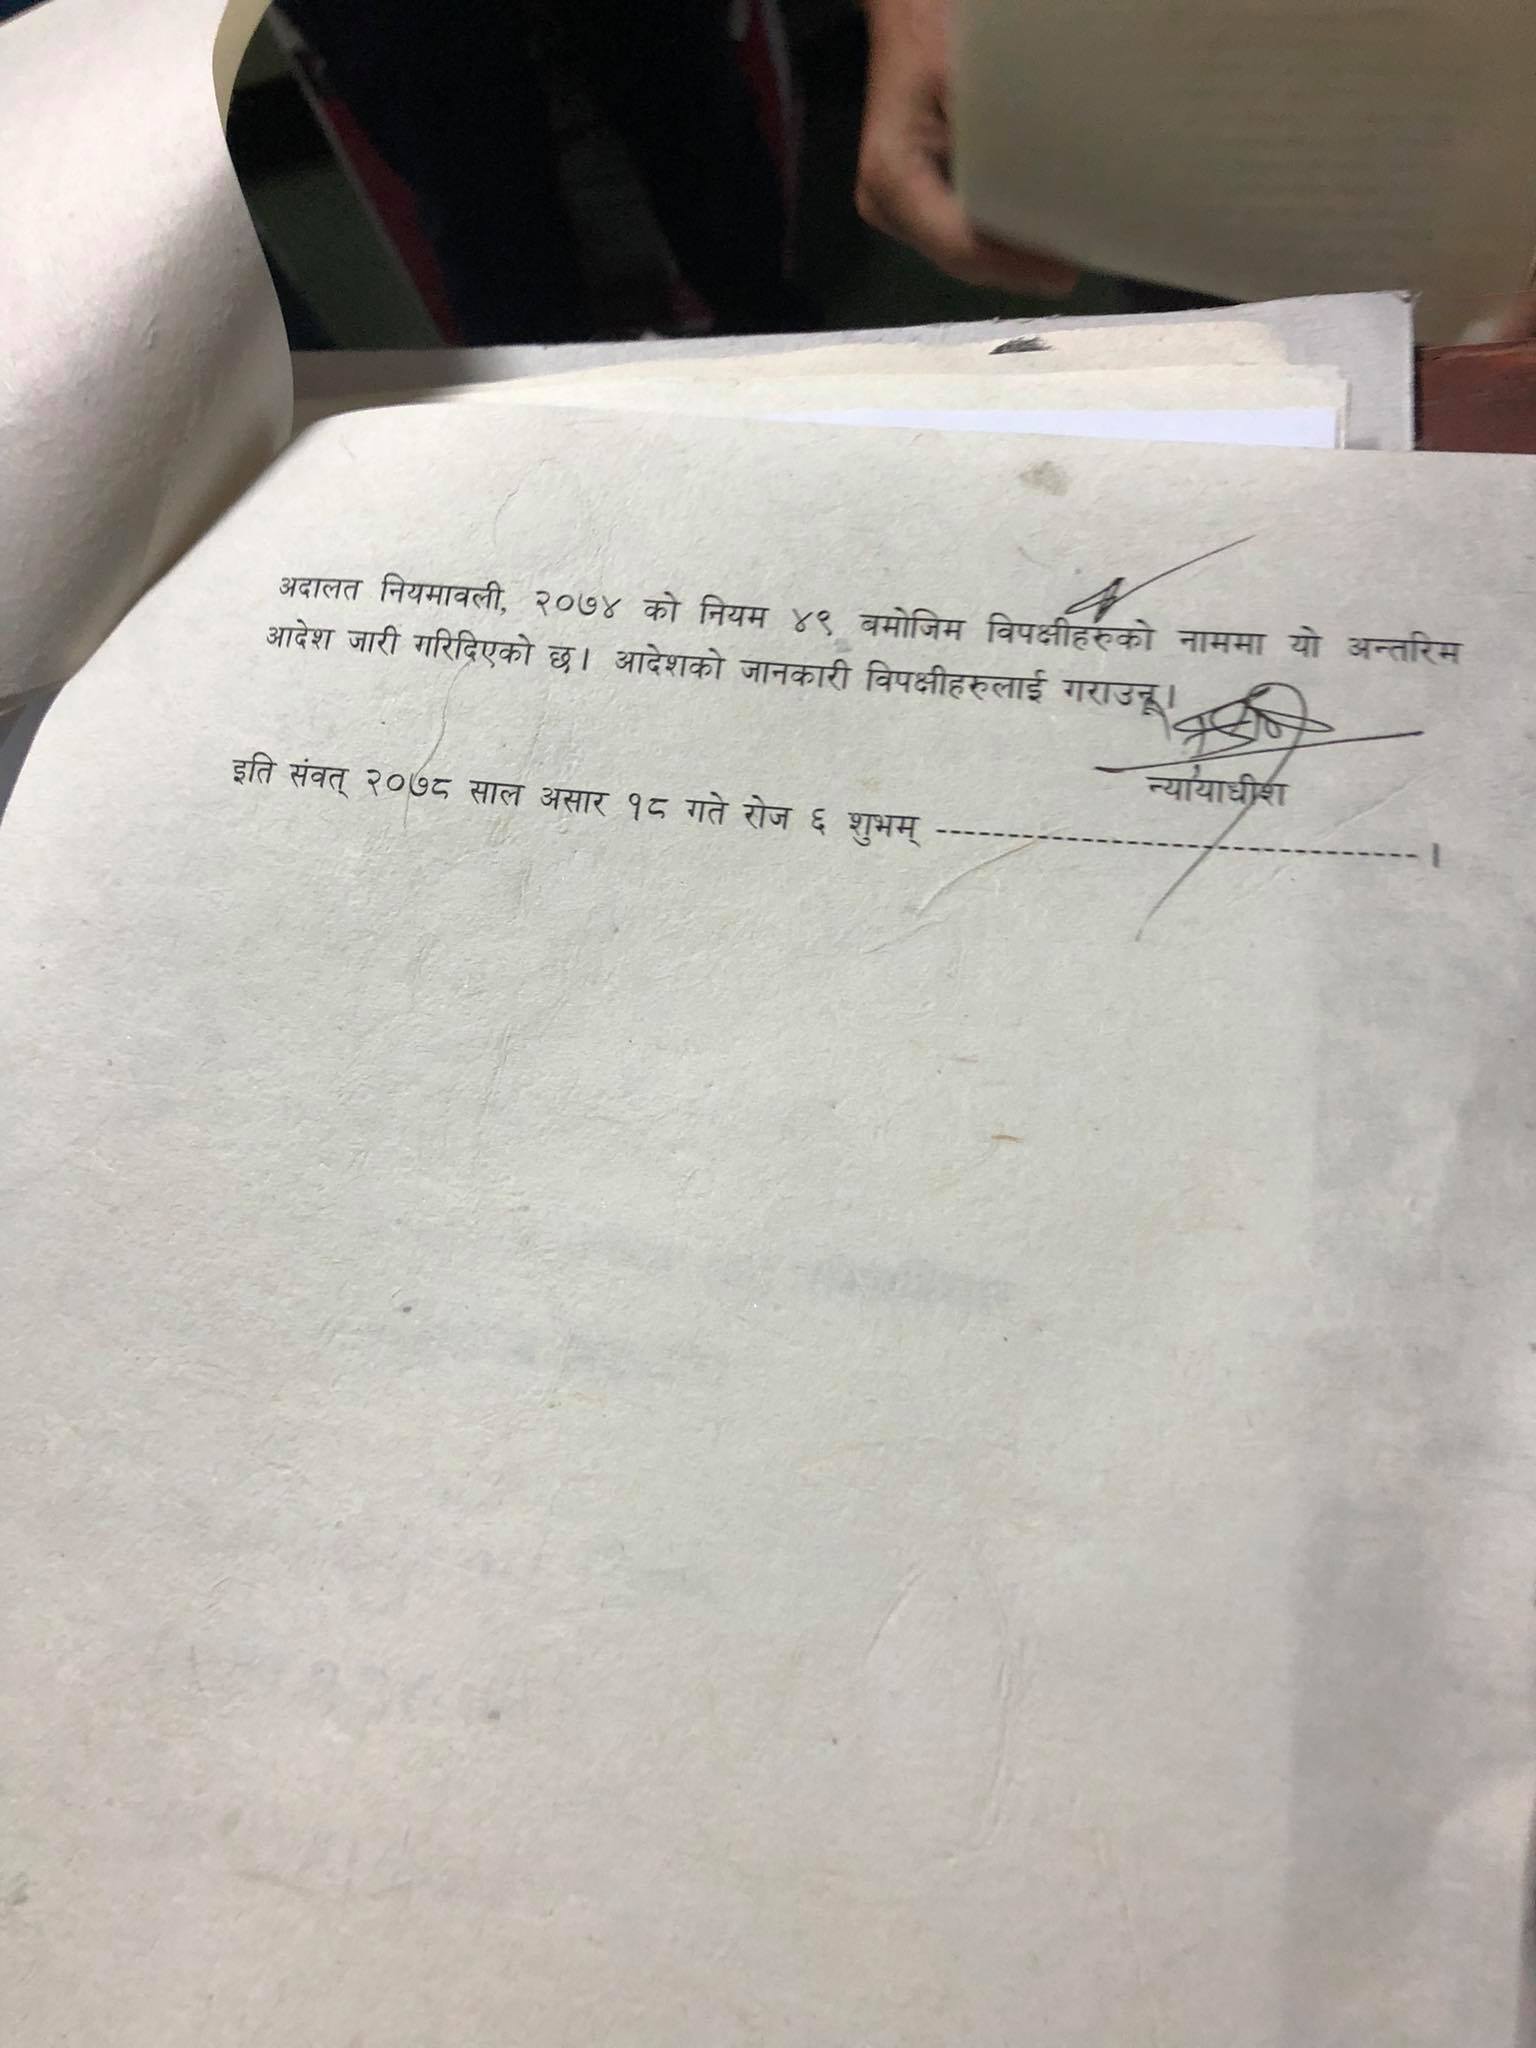 अदालत नियमावली, २०७४ को नियम ४९ बमोजिम विपक्षीहरुको नाममा यो अन्तरिम
आदेश जारी गरिदिएको छ। आदेशको जानकारी विपक्षीहरुलाई गराउनू।
न्यायाधीश
इति संवत् २०७८ साल असार १८ गते रोज ६ शुभम् ----------------------------------।